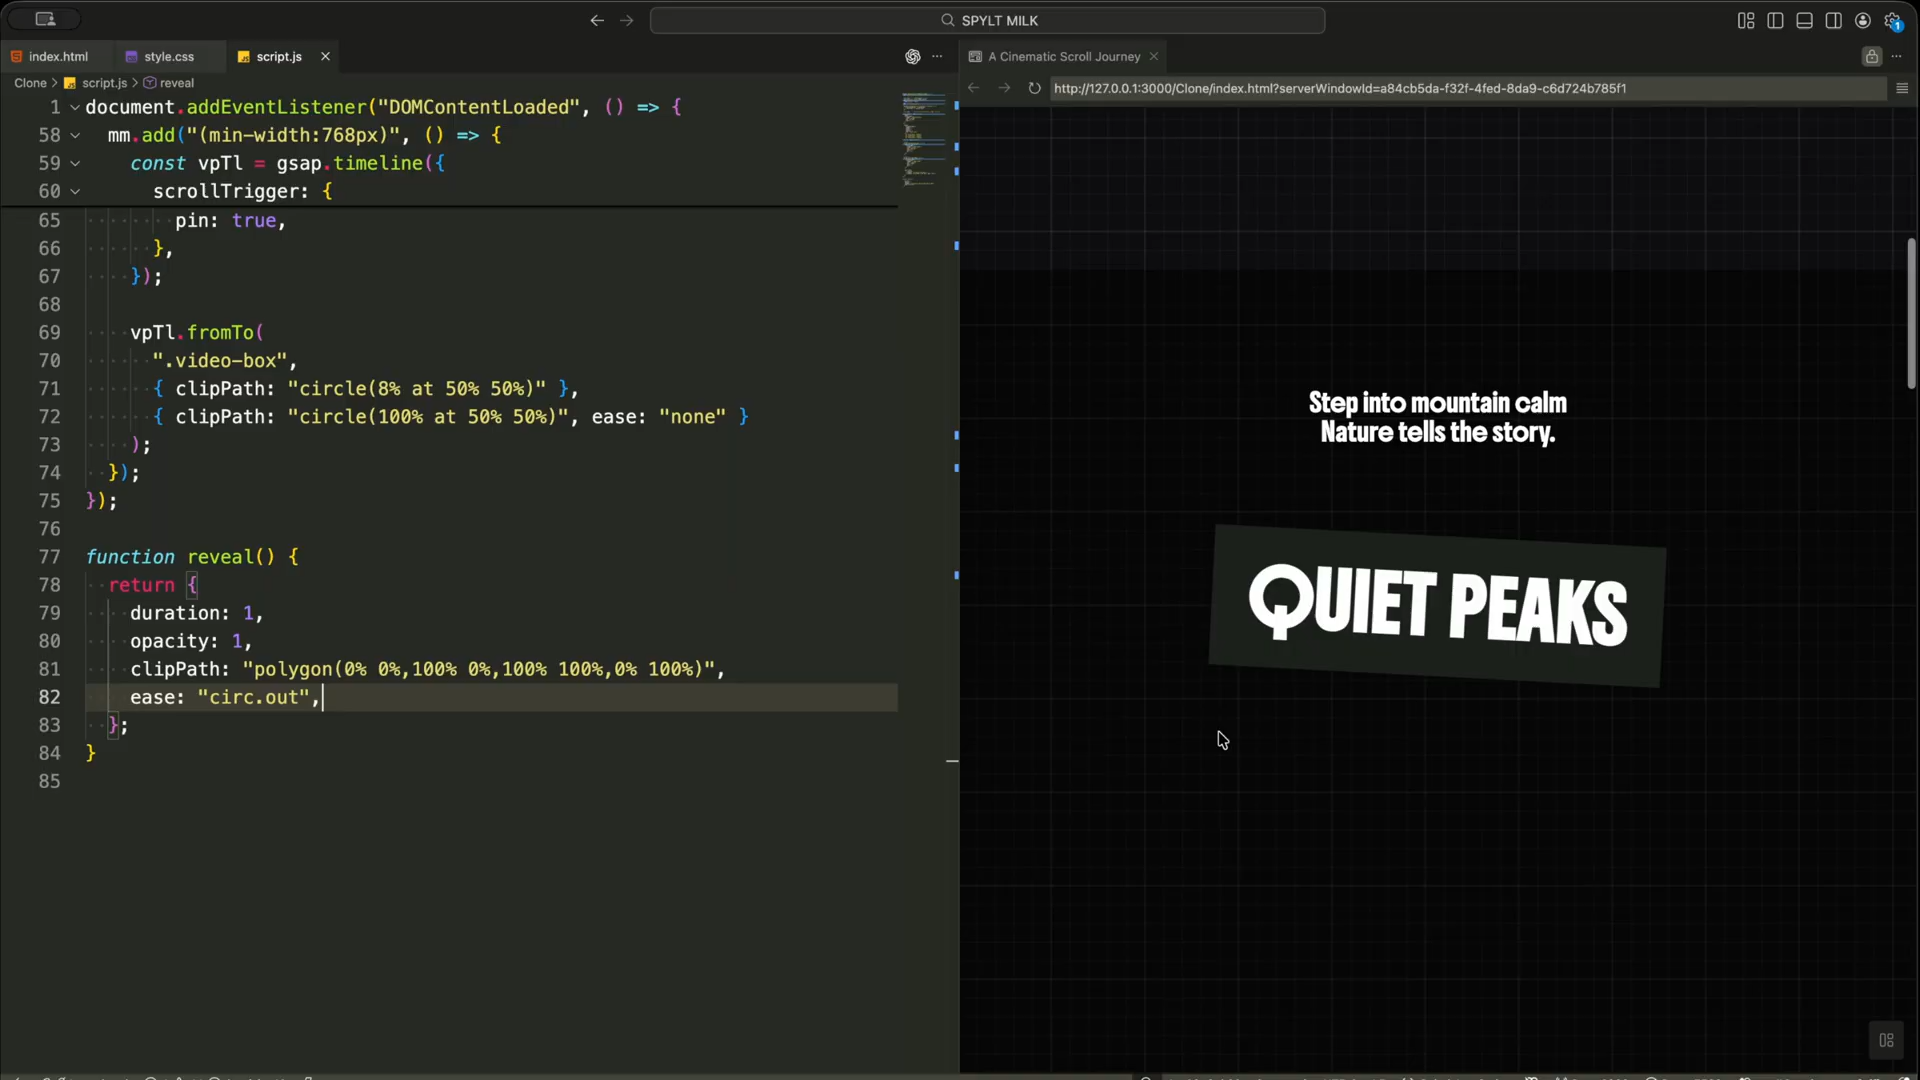 SPYLT MILK
index.html
style.css
script.js
A Cinematic Scroll Journey
Clone > script.js > reveal
http://127.0.0.1:3000/Clone/index.html?serverWindowId=a84cb5da-f32f-4fed-8da9-c6d724b785f1
1 document.addEventListener("DOMContentLoaded", () => {
58 mm.add("(min-width:768px)", () => {
59 const vpTl = gsap.timeline({
60 scrollTrigger: {
65 pin: true,
66 },
67 });
68
69 vpTl.fromTo(
70 ".video-box",
71 { clipPath: "circle(8% at 50% 50%)" },
72 { clipPath: "circle(100% at 50% 50%)", ease: "none" }
73 );
74 });
75 });
76
77 function reveal() {
78 return {
79 duration: 1,
80 opacity: 1,
81 clipPath: "polygon(0% 0%,100% 0%,100% 100%,0% 100%)",
82 ease: "circ.out",
83 };
84 }
85
Step into mountain calm
Nature tells the story.
QUIET PEAKS
1